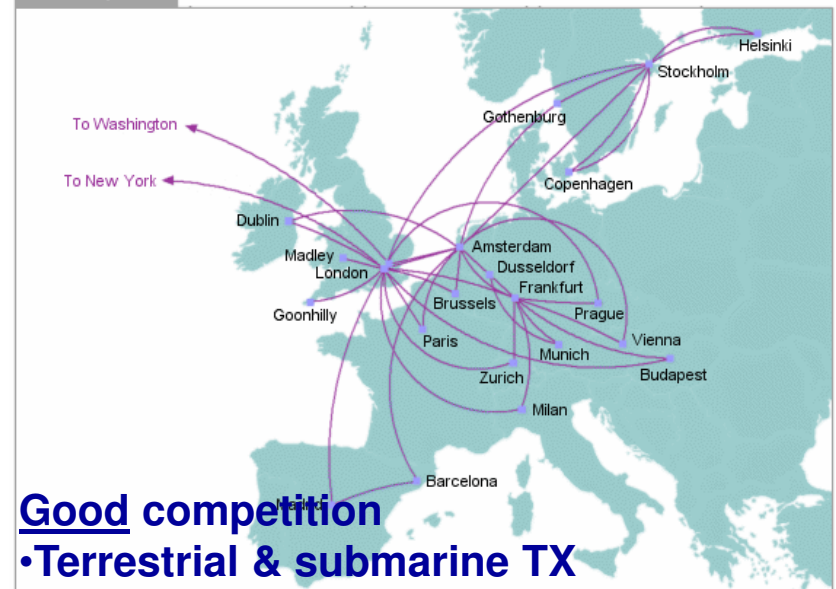 Helsinki
Stockholm
Gothenburg
To Washington
Copenhagen
To New York
Dublin
Amsterdam
Madley
London
Dusseldorf
Frankfurt
Goonhilly
Brussels
Prague
Paris
Vienna
Munich
Zurich
Budapest
Milan
Barcelona
Madrid
Good competition
•Terrestrial & submarine TX